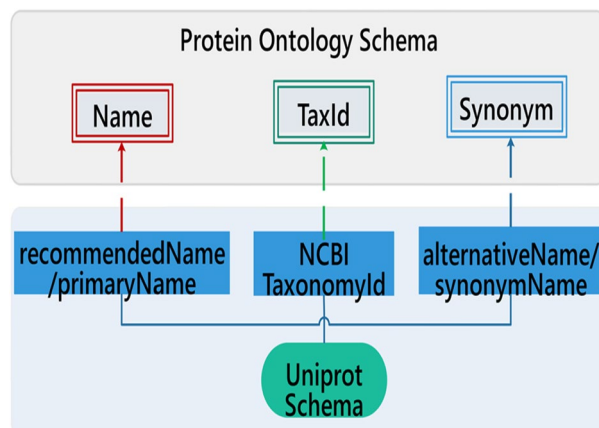 Protein Ontology Schema
Name
TaxId
Synonym
recommendedName
/primaryName
NCBI
TaxonomyId
alternativeName/
synonymName
Uniprot
Schema